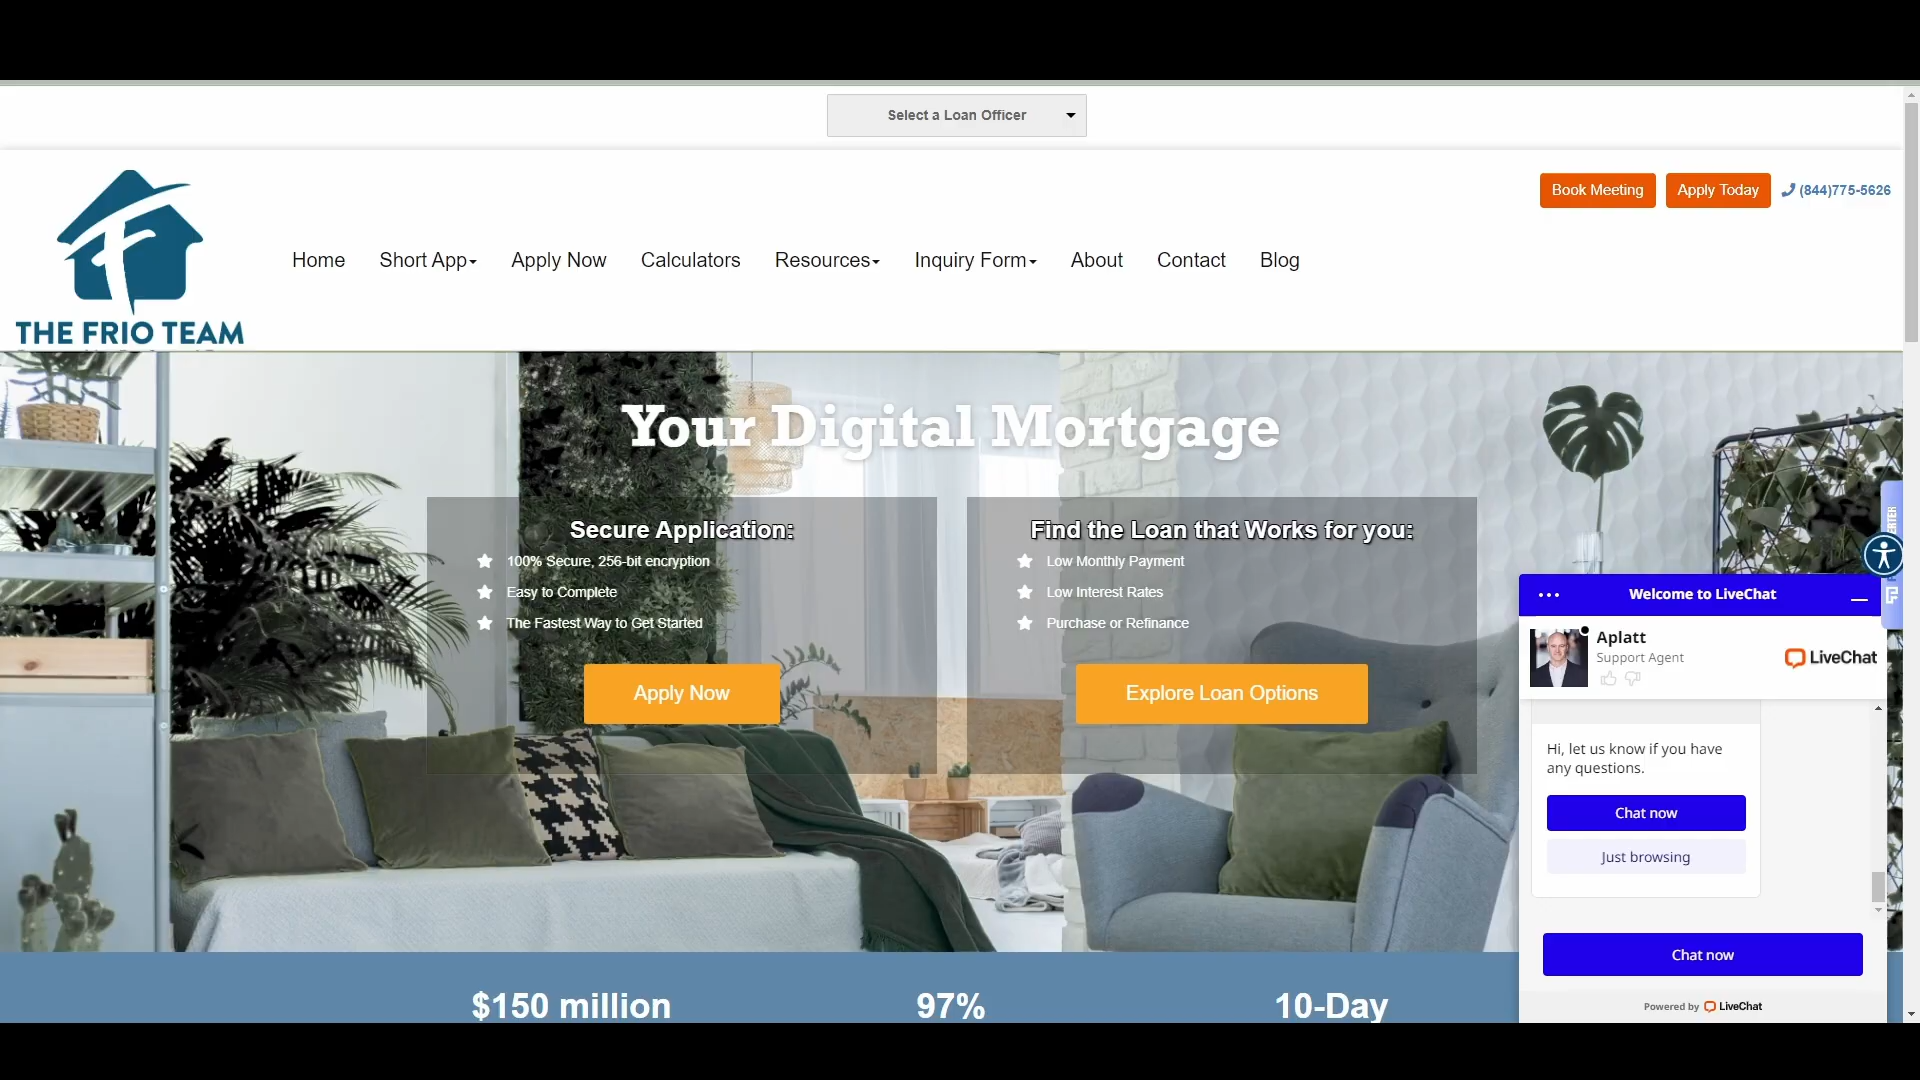 Select a Loan Officer
Book Meeting
Apply Today
(844)775-5626
THE FRIO TEAM
Home
Short App
Apply Now
Calculators
Resources
Inquiry Form
About
Contact
Blog
Your Digital Mortgage
Secure Application:
100% Secure, 256-bit encryption
Easy to Complete
The Fastest Way to Get Started
Apply Now
Find the Loan that Works for you:
Low Monthly Payment
Low Interest Rates
Purchase or Refinance
Explore Loan Options
Welcome to LiveChat
Aplatt
Support Agent
LiveChat
Hi, let us know if you have
any questions.
Chat now
Just browsing
Chat now
Powered by LiveChat
$150 million
97%
10-Day